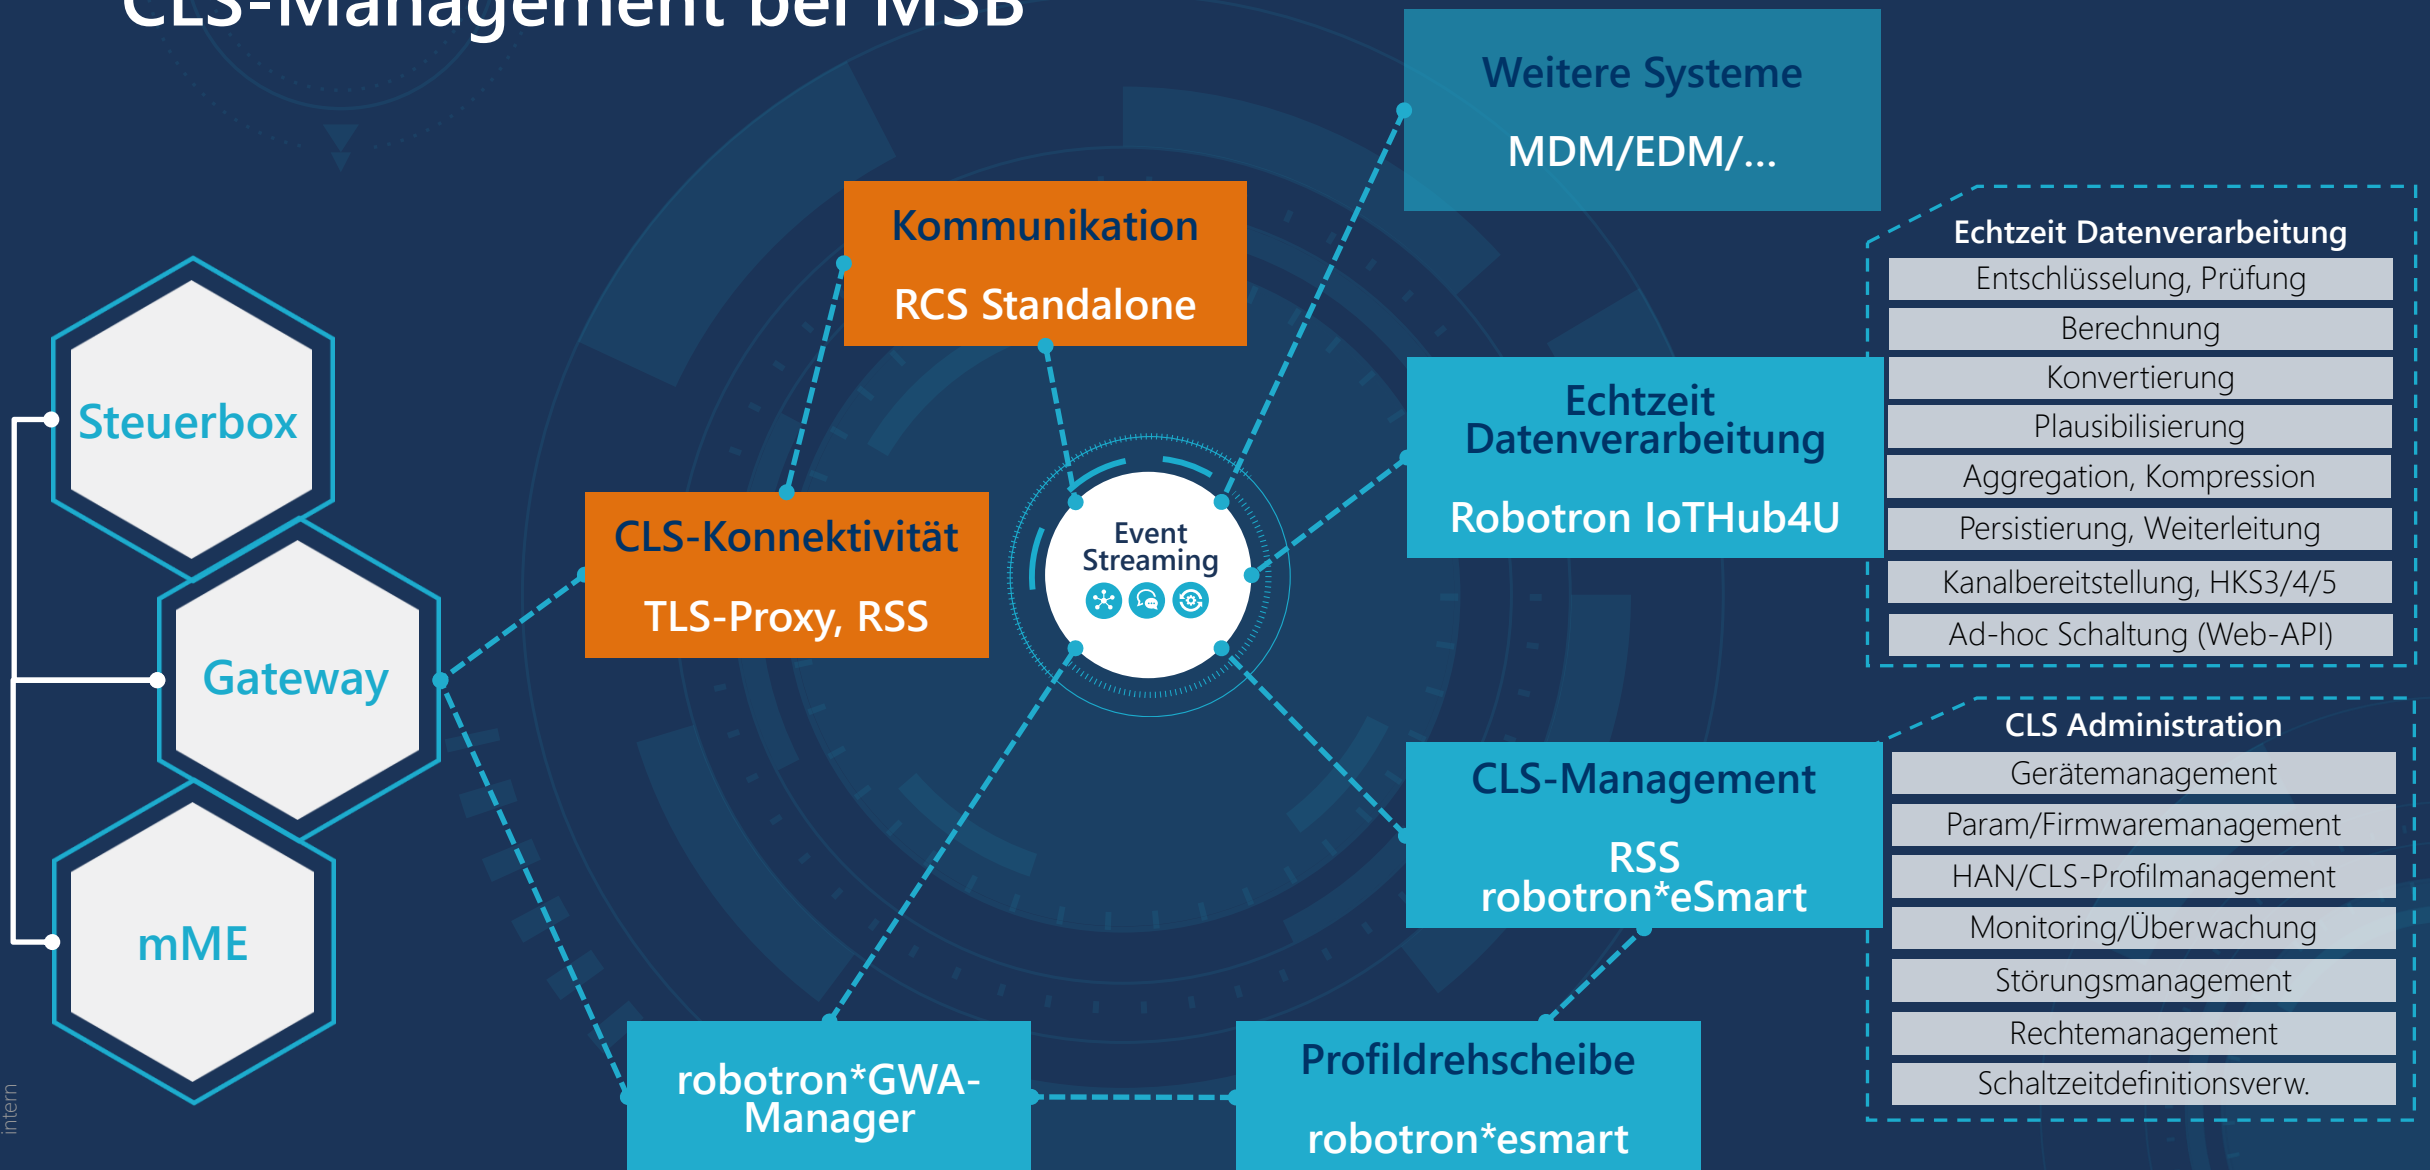 CLS-Management bei MSB
Weitere Systeme
MDM/EDM/...
Kommunikation
RCS Standalone
Steuerbox
Gateway
mME
CLS-Konnektivität
TLS-Proxy, RSS
Event
Streaming
Echtzeit
Datenverarbeitung
Robotron IoTHub4U
Echtzeit Datenverarbeitung
Entschlüsselung, Prüfung
Berechnung
Konvertierung
Plausibilisierung
Aggregation, Kompression
Persistierung, Weiterleitung
Kanalbereitstellung, HKS3/4/5
Ad-hoc Schaltung (Web-API)
CLS-Management
RSS
robotron*eSmart
CLS Administration
Gerätemanagement
Param/Firmwaremanagement
HAN/CLS-Profilmanagement
Monitoring/Überwachung
Störungsmanagement
Rechtemanagement
Schaltzeitdefinitionsverw.
robotron*GWA-
Manager
Profildrehscheibe
robotron*esmart
intern